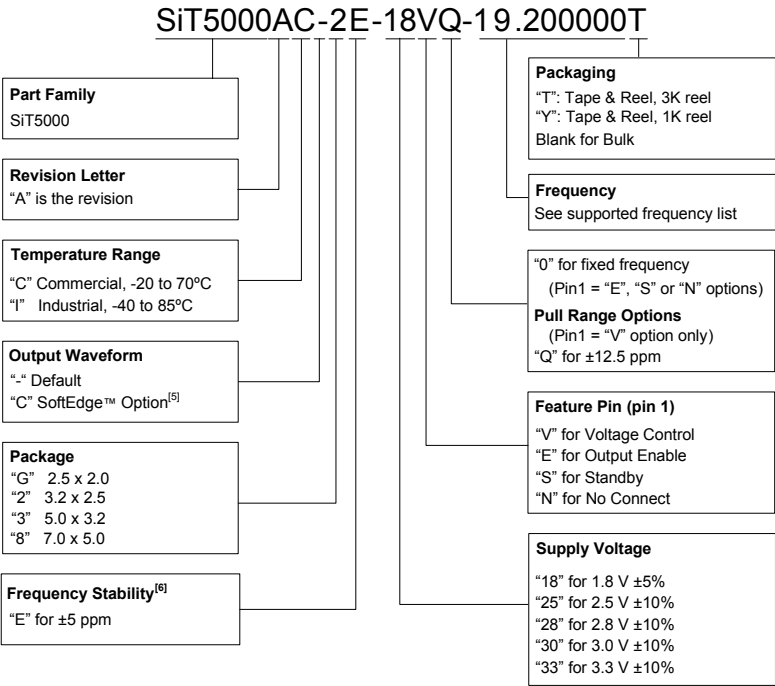 SiT5000AC-2E-18VQ-19.200000T
Part Family
SiT5000
Revision Letter
“A” is the revision
Temperature Range
“C” Commercial, -20 to 70ºC
“I” Industrial, -40 to 85ºC
Output Waveform
“-“ Default
“C” SoftEdge™ Option[5]
Package
“G” 2.5 x 2.0
“2” 3.2 x 2.5
“3” 5.0 x 3.2
“8” 7.0 x 5.0
Frequency Stability[6]
“E” for ±5 ppm
Packaging
“T”: Tape & Reel, 3K reel
“Y”: Tape & Reel, 1K reel
Blank for Bulk
Frequency
See supported frequency list
“0” for fixed frequency
(Pin1 = “E”, “S” or “N” options)
Pull Range Options
(Pin1 = “V” option only)
“Q” for ±12.5 ppm
Feature Pin (pin 1)
“V” for Voltage Control
“E” for Output Enable
“S” for Standby
“N” for No Connect
Supply Voltage
“18” for 1.8 V ±5%
“25” for 2.5 V ±10%
“28” for 2.8 V ±10%
“30” for 3.0 V ±10%
“33” for 3.3 V ±10%